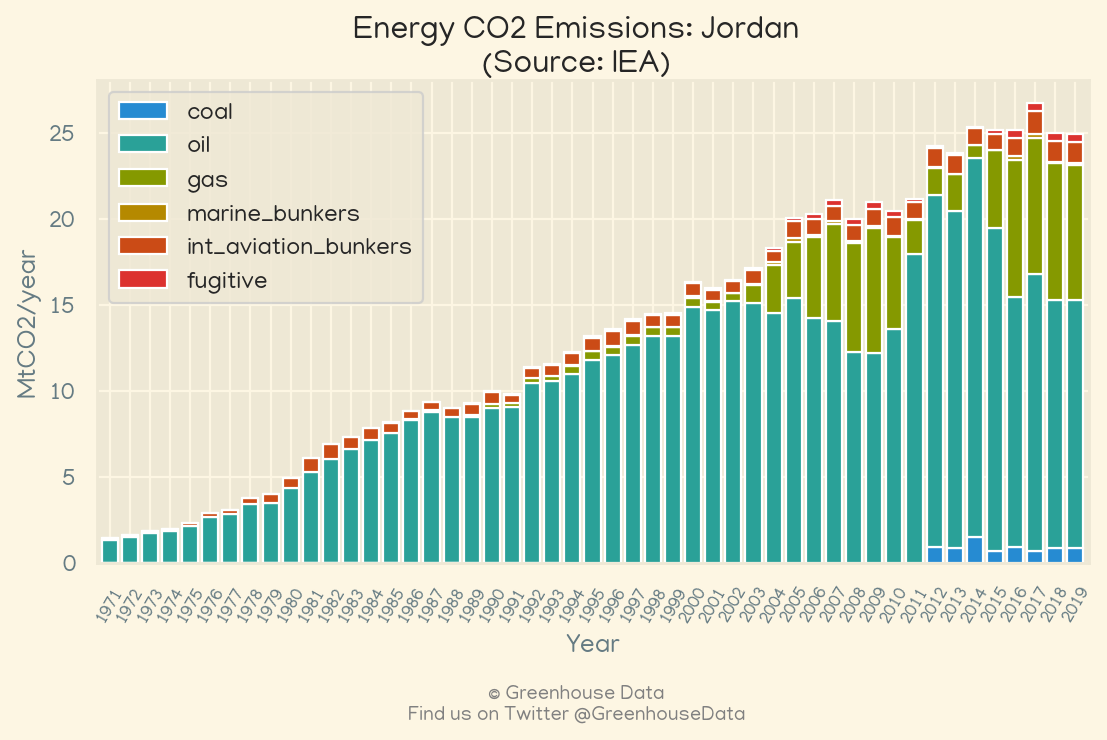 Energy CO2 Emissions: Jordan
(Source: IEA)
coal
oil
gas
marine_bunkers
int_aviation_bunkers
fugitive
MtCO2/year
25
20
15
10
5
0
1971 1972 1973 1974 1975 1976 1977 1978 1979 1980 1981 1982 1983 1984 1985 1986 1987 1988 1989 1990 1991 1992 1993 1994 1995 1996 1997 1998 1999 2000 2001 2002 2003 2004 2005 2006 2007 2008 2009 2010 2011 2012 2013 2014 2015 2016 2017 2018 2019
Year
© Greenhouse Data
Find us on Twitter @GreenhouseData